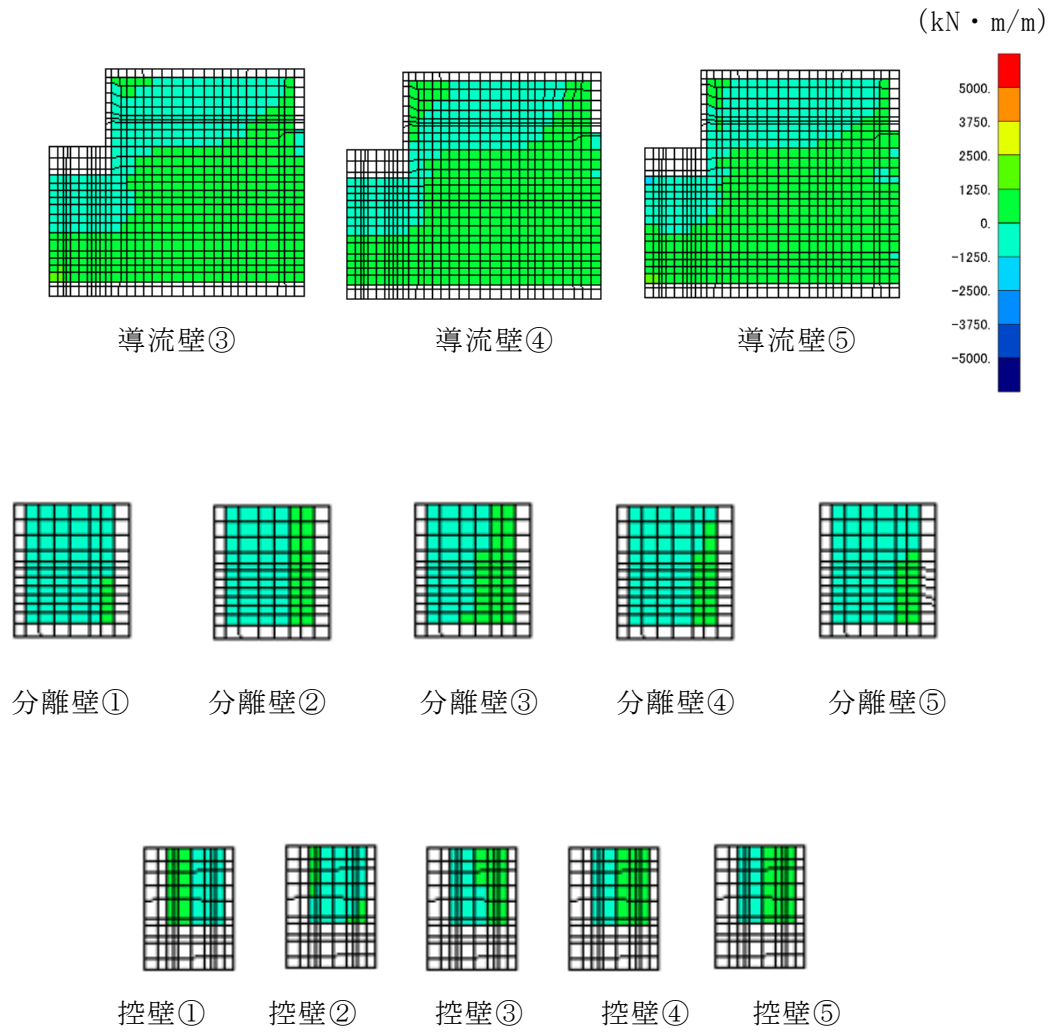 (kN・m/m)
5000.
3750.
2500.
1250.
0.
-1250.
-2500.
-3750.
-5000.
導流壁③ 導流壁④ 導流壁⑤
分離壁① 分離壁② 分離壁③ 分離壁④ 分離壁⑤
控壁① 控壁② 控壁③ 控壁④ 控壁⑤